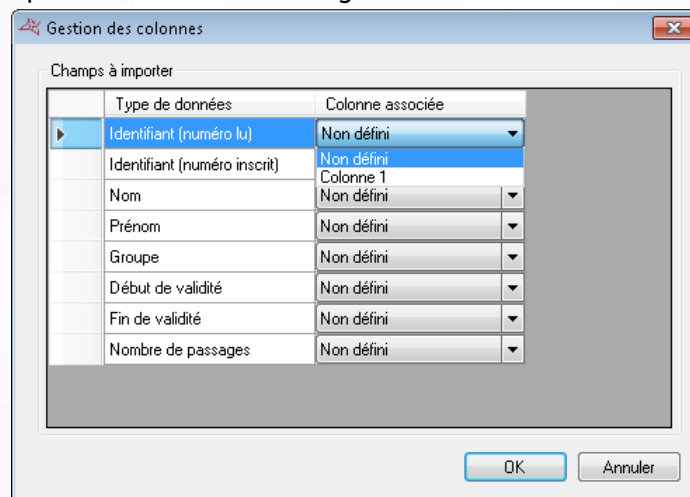 Gestion des colonnes
Champs à importer
Type de données Colonne associée
Identifiant (numéro lu) Non défini
Identifiant (numéro inscrit) Non défini
Colonne 1
Nom Non défini
Prénom Non défini
Groupe Non défini
Début de validité Non défini
Fin de validité Non défini
Nombre de passages Non défini
OK Annuler